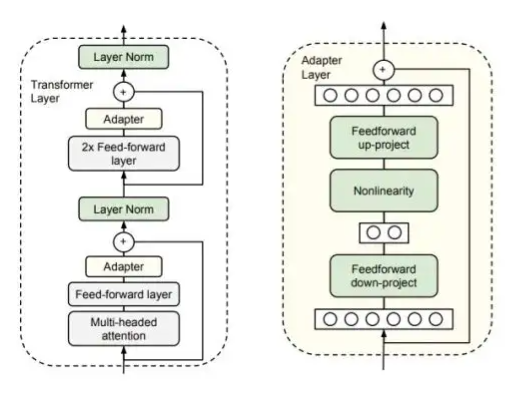 Layer Norm
Transformer
Layer
+
Adapter
2x Feed-forward
layer
Layer Norm
+
Adapter
Feed-forward layer
Multi-headed
attention
Adapter
Layer
+
Feedforward
up-project
Nonlinearity
Feedforward
down-project